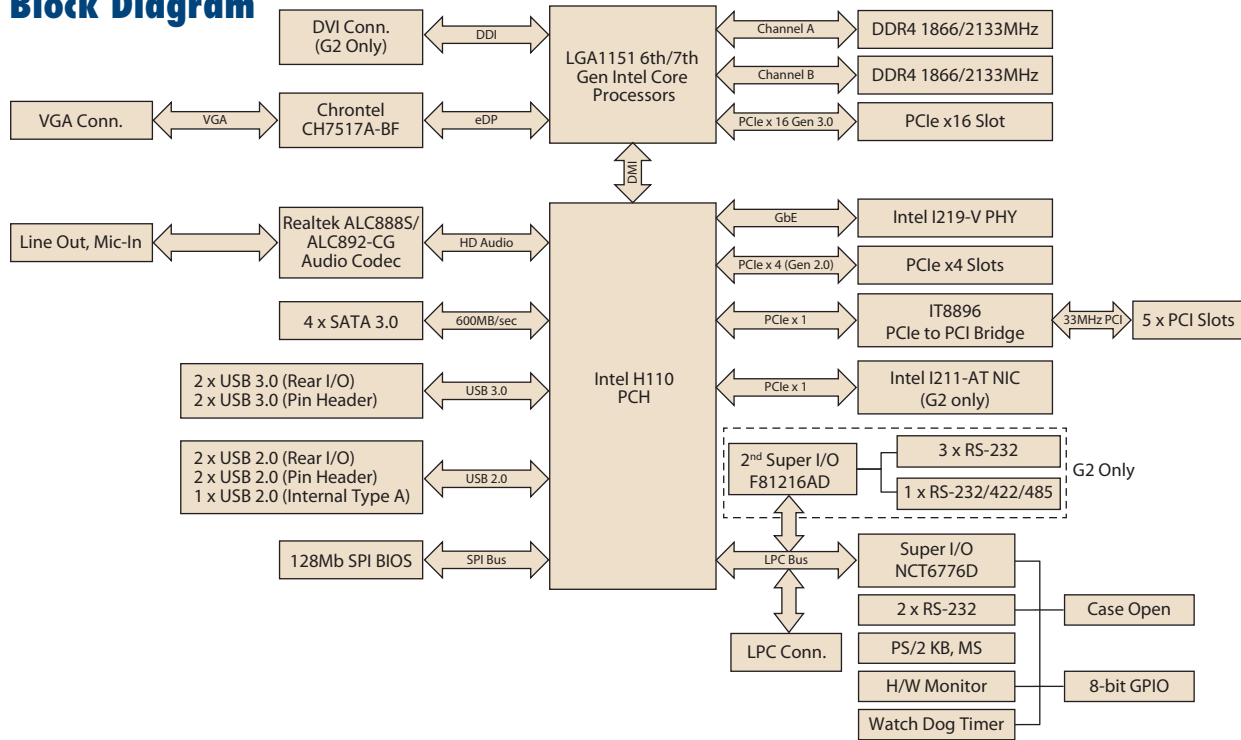 Block Diagram
DVI Conn.
(G2 Only)
DDI
LGA1151 6th/7th
Gen Intel Core
Processors
Channel A
DDR4 1866/2133MHz
Channel B
DDR4 1866/2133MHz
VGA Conn.
VGA
Chrontel
CH7517A-BF
eDP
PCIe x 16 Gen 3.0
PCIe x16 Slot
DMI
Line Out, Mic-In
Realtek ALC888S/
ALC892-CG
Audio Codec
HD Audio
Intel H110
PCH
GbE
Intel I219-V PHY
PCIe x 4 (Gen 2.0)
PCIe x4 Slots
4 x SATA 3.0
600MB/sec
PCIe x 1
IT8896
PCIe to PCI Bridge
33MHz PCI
5 x PCI Slots
2 x USB 3.0 (Rear I/O)
2 x USB 3.0 (Pin Header)
USB 3.0
PCIe x 1
Intel I211-AT NIC
(G2 only)
2 x USB 2.0 (Rear I/O)
2 x USB 2.0 (Pin Header)
1 x USB 2.0 (Internal Type A)
USB 2.0
2nd Super I/O
F81216AD
3 x RS-232
1 x RS-232/422/485
G2 Only
128Mb SPI BIOS
SPI Bus
LPC Bus
Super I/O
NCT6776D
2 x RS-232
Case Open
LPC Conn.
PS/2 KB, MS
H/W Monitor
8-bit GPIO
Watch Dog Timer